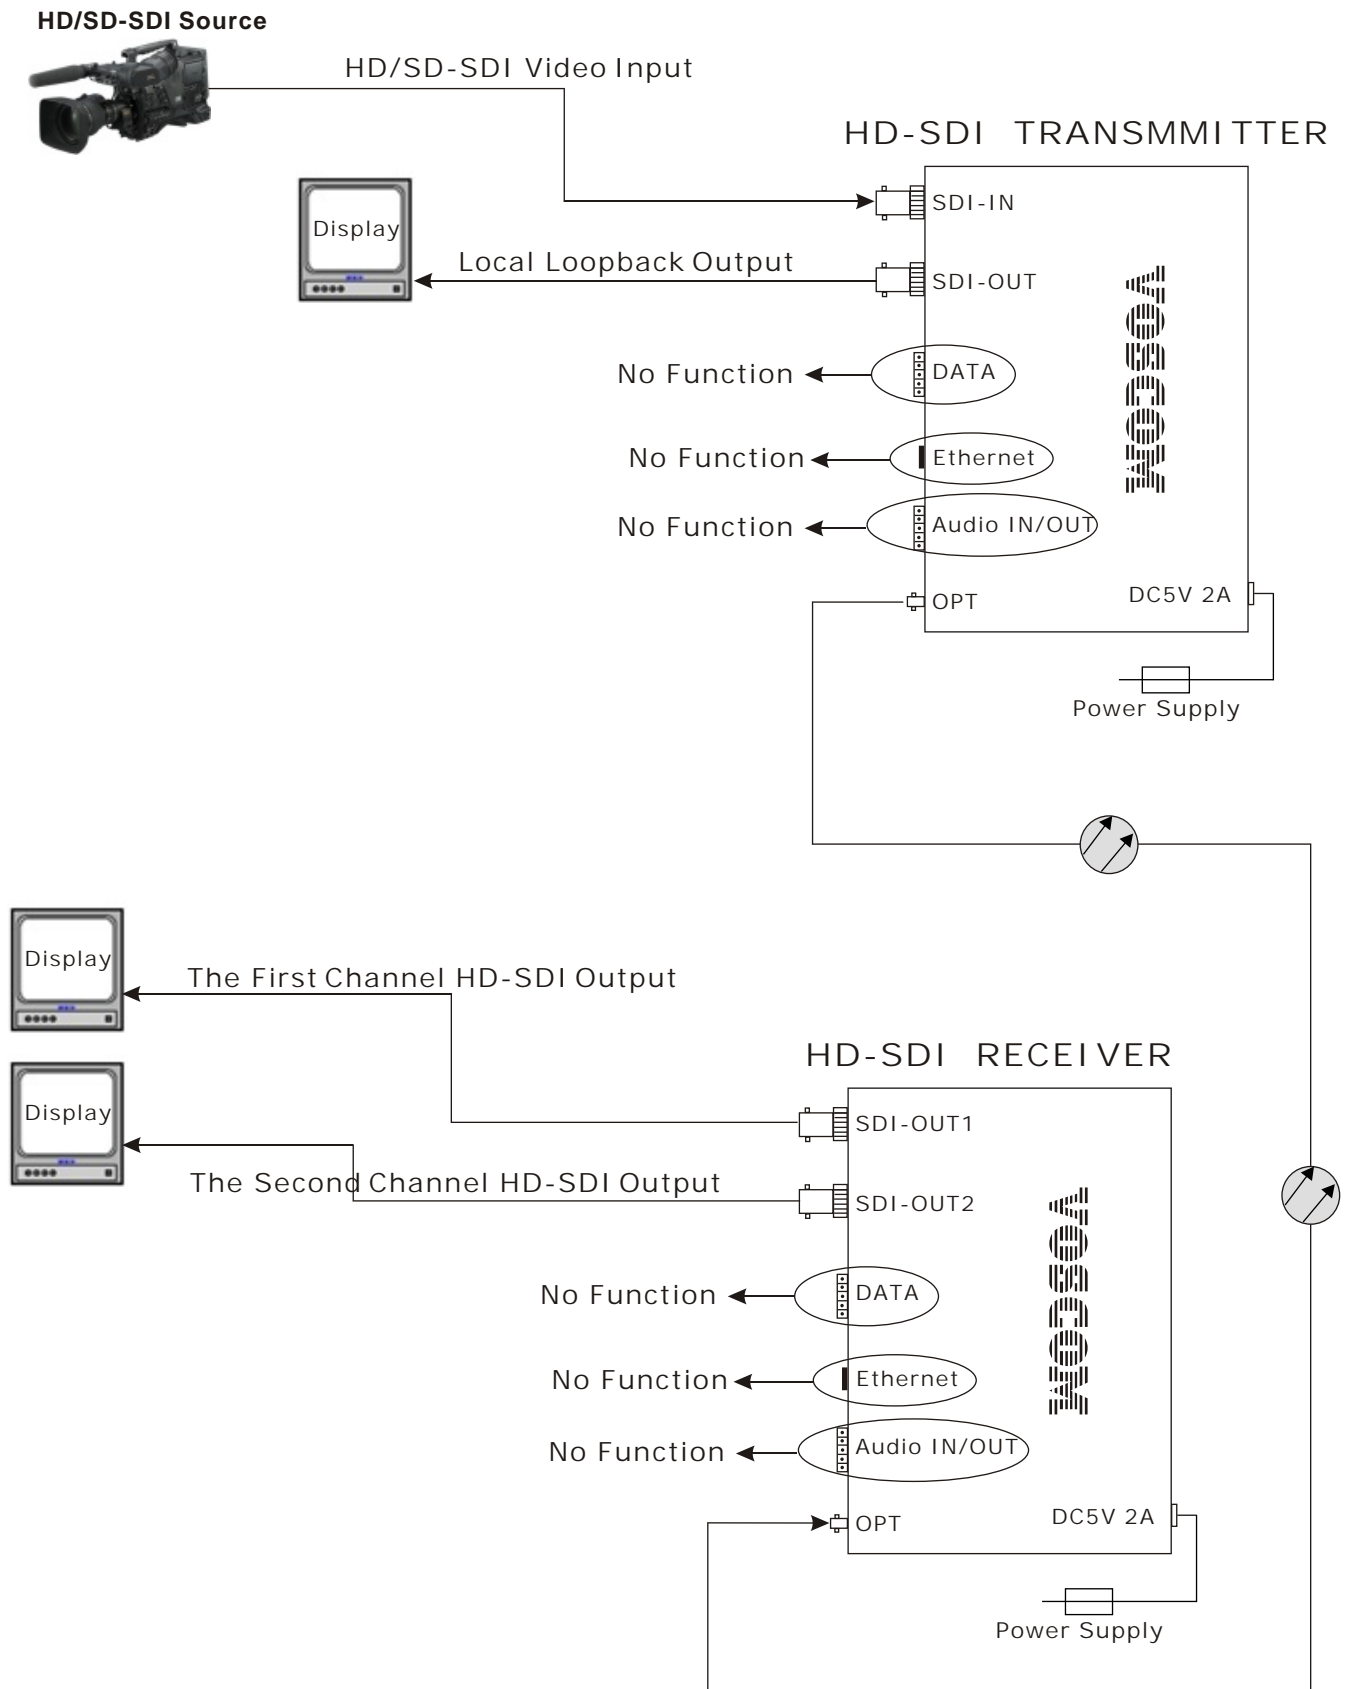 HD/SD-SDI Source
HD/SD-SDI Video Input
HD-SDI TRANSMMITTER
SDI-IN
Display
Local Loopback Output
SDI-OUT
VOSCOM
No Function
DATA
No Function
Ethernet
No Function
Audio IN/OUT
OPT
DC5V 2A
Power Supply
Display
The First Channel HD-SDI Output
HD-SDI RECEIVER
Display
SDI-OUT1
The Second Channel HD-SDI Output
SDI-OUT2
VOSCOM
No Function
DATA
No Function
Ethernet
No Function
Audio IN/OUT
OPT
DC5V 2A
Power Supply